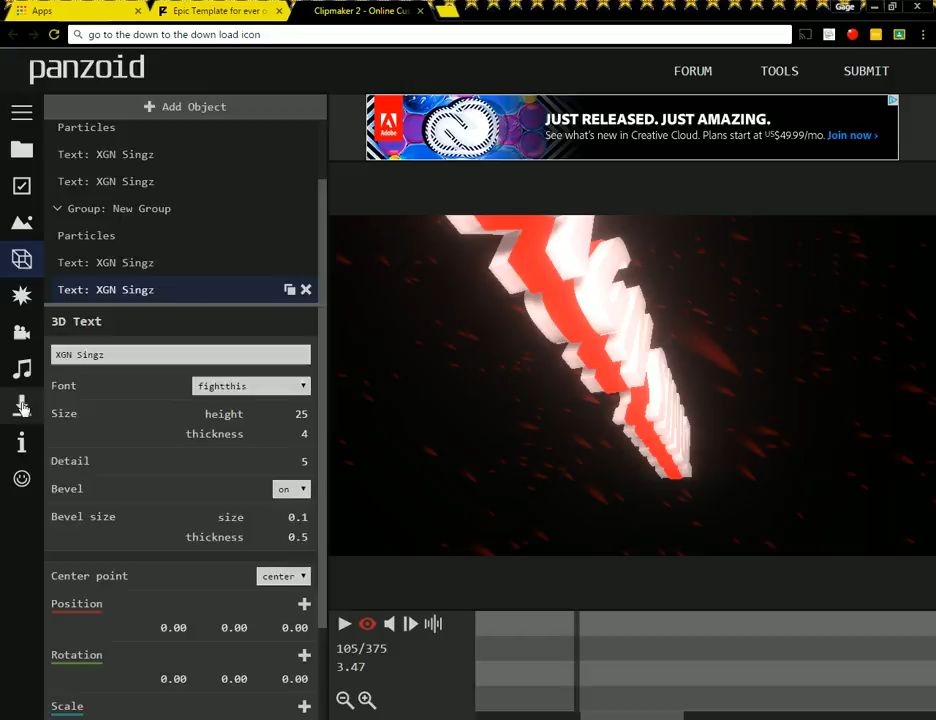 Apps
Epic Template for ever o
Clipmaker 2 - Online Cus
Gage
go to the down to the down load icon
panzoid
FORUM
TOOLS
SUBMIT
Add Object
Adobe
JUST RELEASED. JUST AMAZING.
See what's new in Creative Cloud. Plans start at US$49.99/mo. Join now ›
Particles
Text: XGN Singz
Text: XGN Singz
Group: New Group
Particles
Text: XGN Singz
Text: XGN Singz
3D Text
XGN Singz
Font fightthis
Size height 25
thickness 4
Detail 5
Bevel on
Bevel size size 0.1
thickness 0.5
Center point center
Position
0.00 0.00 0.00
Rotation
0.00 0.00 0.00
Scale
105/375
3.47